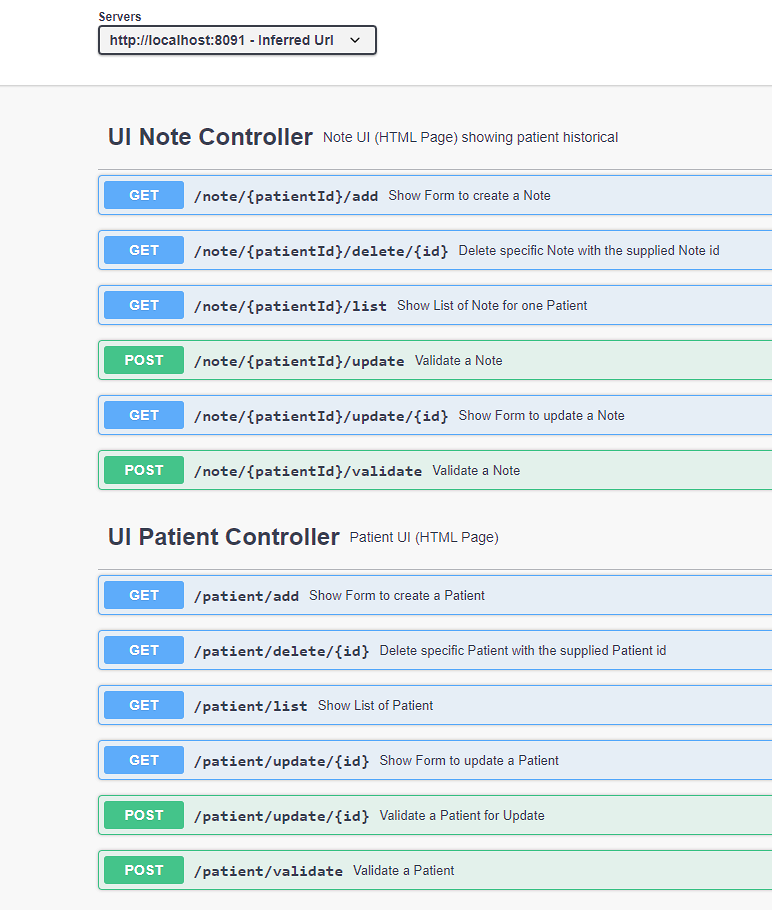 Servers
http://localhost:8091 - Inferred Url
UI Note Controller Note UI (HTML Page) showing patient historical
GET /note/{patientId}/add Show Form to create a Note
GET /note/{patientId}/delete/{id} Delete specific Note with the supplied Note id
GET /note/{patientId}/list Show List of Note for one Patient
POST /note/{patientId}/update Validate a Note
GET /note/{patientId}/update/{id} Show Form to update a Note
POST /note/{patientId}/validate Validate a Note
UI Patient Controller Patient UI (HTML Page)
GET /patient/add Show Form to create a Patient
GET /patient/delete/{id} Delete specific Patient with the supplied Patient id
GET /patient/list Show List of Patient
GET /patient/update/{id} Show Form to update a Patient
POST /patient/update/{id} Validate a Patient for Update
POST /patient/validate Validate a Patient